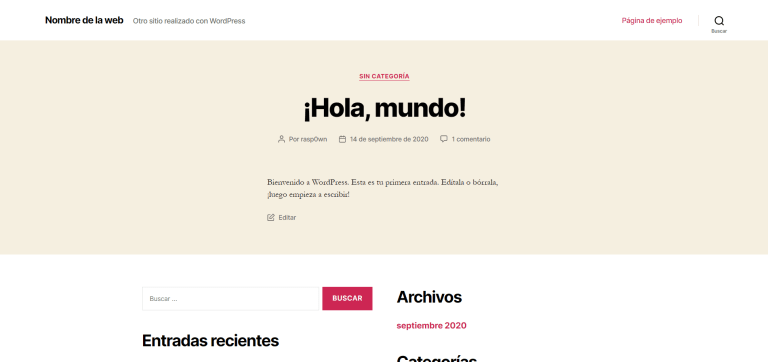 Nombre de la web
Otro sitio realizado con WordPress
Página de ejemplo
Buscar
SIN CATEGORÍA
¡Hola, mundo!
Por rasp0wn
14 de septiembre de 2020
1 comentario
Bienvenido a WordPress. Esta es tu primera entrada. Edítala o bórrala,
¡luego empieza a escribir!
Editar
Buscar ...
BUSCAR
Archivos
septiembre 2020
Entradas recientes
Categorías